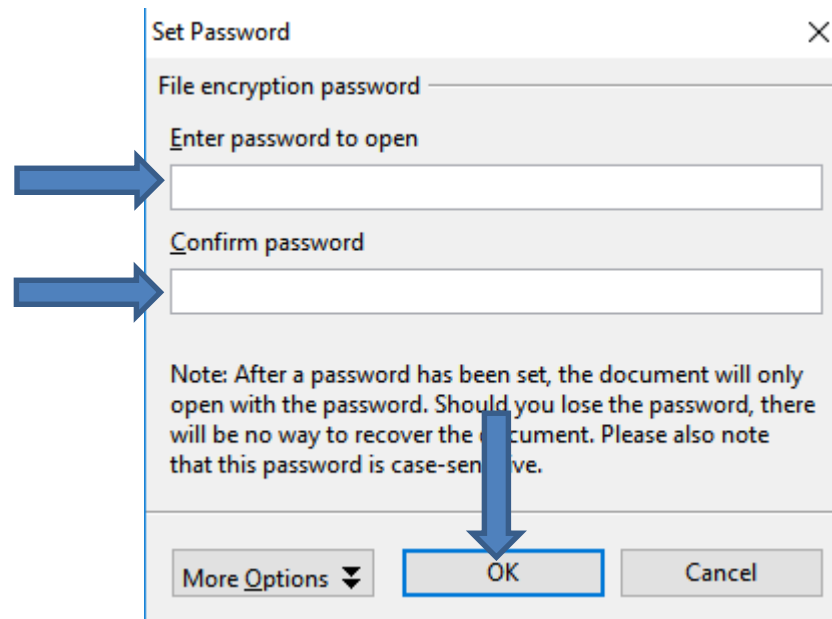 Set Password
File encryption password
Enter password to open
Confirm password
Note: After a password has been set, the document will only
open with the password. Should you lose the password, there
will be no way to recover the document. Please also note
that this password is case-sensitive.
More Options
OK
Cancel